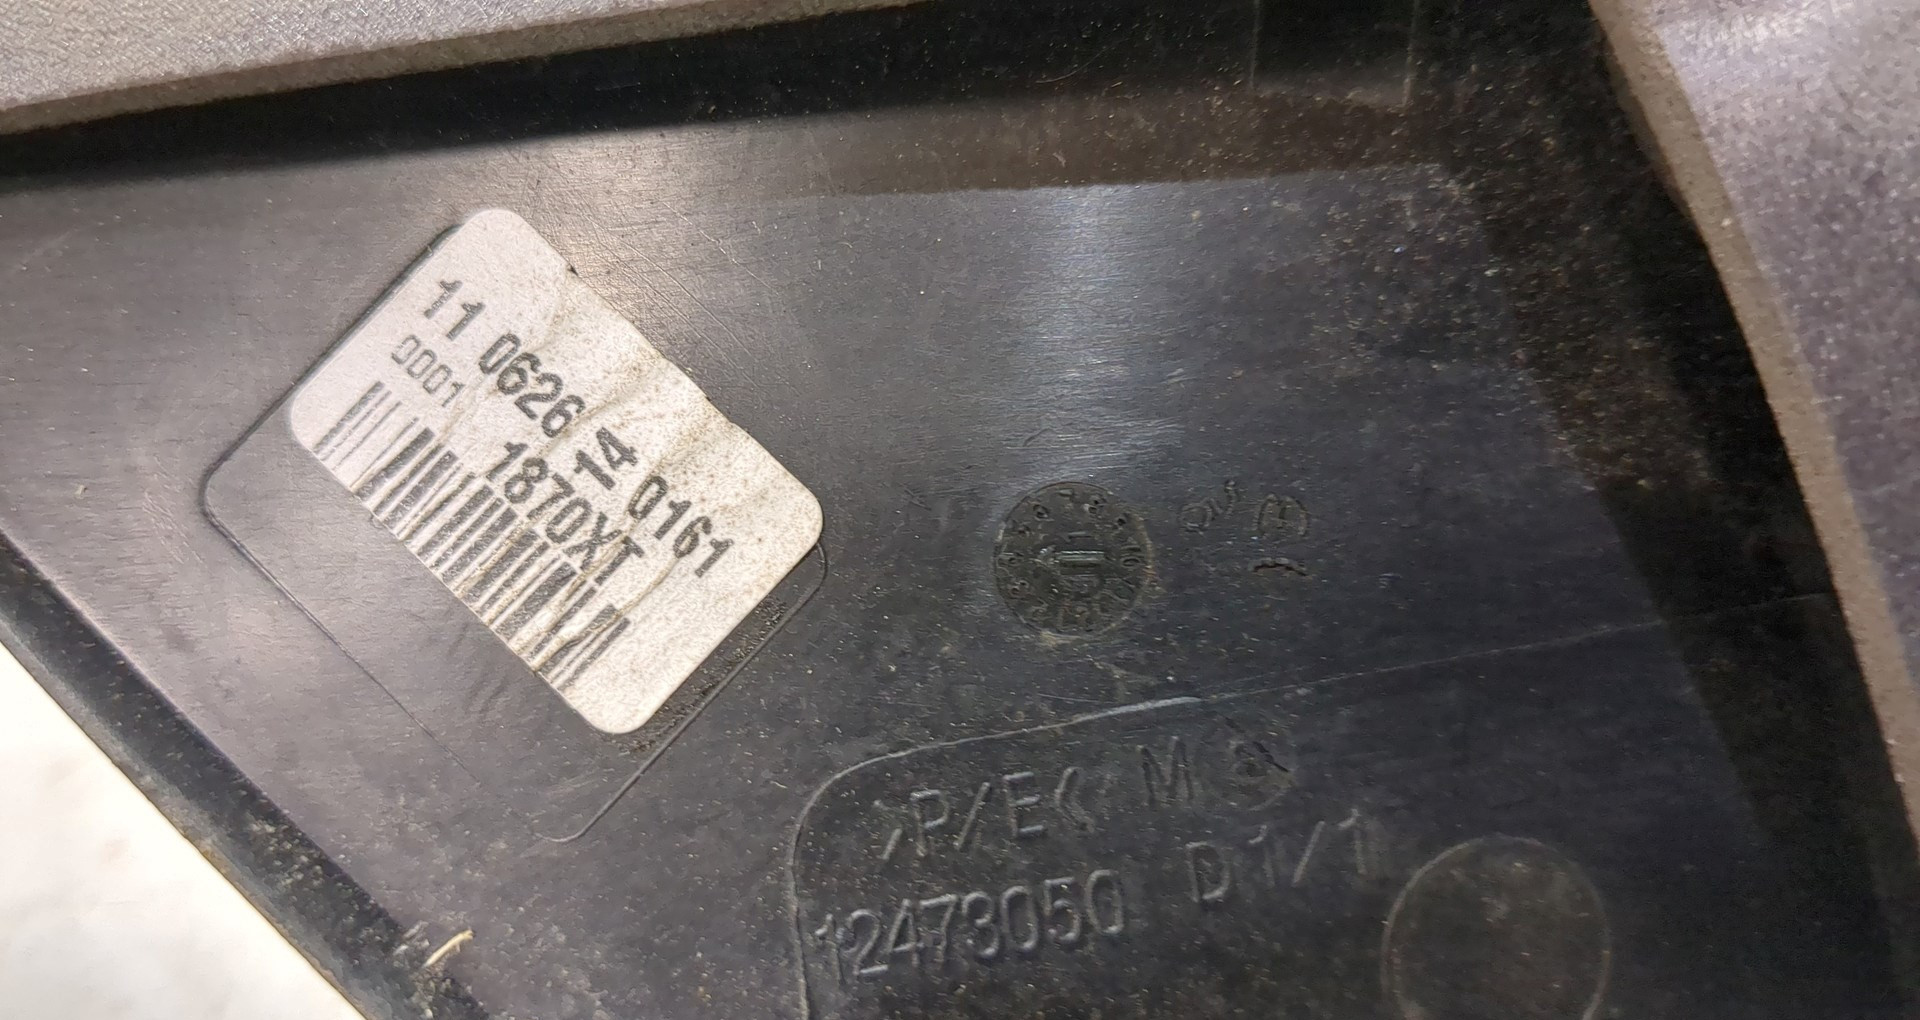 11 0626 14 0161
0001 1870XT
>P/E< M
12473050 D1/1